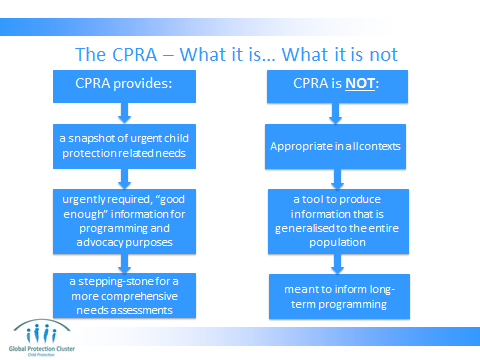 The CPRA – What it is… What it is not
CPRA provides:
a snapshot of urgent child
protection related needs
urgently required, “good
enough” information for
programming and
advocacy purposes
a stepping-stone for a
more comprehensive
needs assessments
CPRA is NOT:
Appropriate in all contexts
a tool to produce
information that is
generalised to the entire
population
meant to inform long-
term programming
Global Protection Cluster
Child Protection